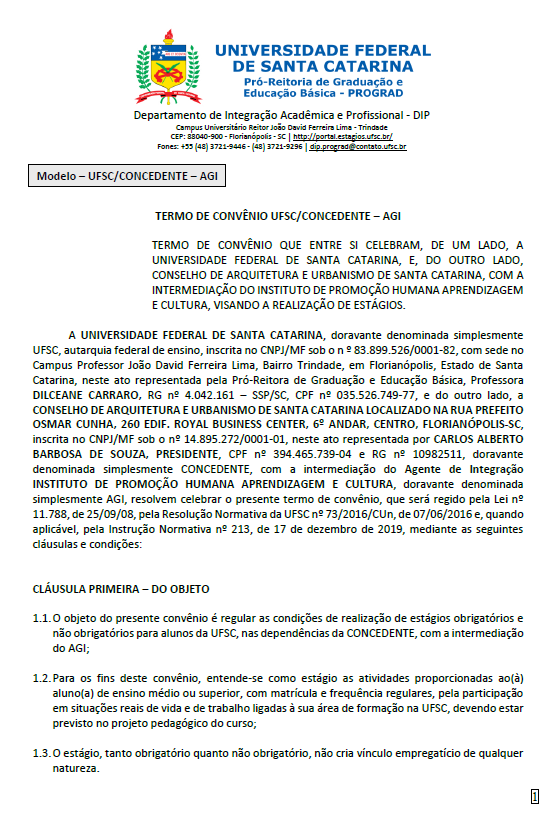 UNIVERSIDADE FEDERAL
DE SANTA CATARINA
Pró-Reitoria de Graduação e
Educação Básica - PROGRAD
Departamento de Integração Acadêmica e Profissional - DIP
Campus Universitário Reitor João David Ferreira Lima - Trindade
CEP: 88040-900 - Florianópolis - SC | http://portal.estagios.ufsc.br/
Fones: +55 (48) 3721-9446 - (48) 3721-9296 | dip.prograd@contato.ufsc.br
Modelo – UFSC/CONCEDENTE – AGI
TERMO DE CONVÊNIO UFSC/CONCEDENTE – AGI
TERMO DE CONVÊNIO QUE ENTRE SI CELEBRAM, DE UM LADO, A
UNIVERSIDADE FEDERAL DE SANTA CATARINA, E, DO OUTRO LADO,
CONSELHO DE ARQUITETURA E URBANISMO DE SANTA CATARINA, COM A
INTERMEDIAÇÃO DO INSTITUTO DE PROMOÇÃO HUMANA APRENDIZAGEM
E CULTURA, VISANDO A REALIZAÇÃO DE ESTÁGIOS.
A UNIVERSIDADE FEDERAL DE SANTA CATARINA, doravante denominada simplesmente
UFSC, autarquia federal de ensino, inscrita no CNPJ/MF sob o n º 83.899.526/0001-82, com sede no
Campus Professor João David Ferreira Lima, Bairro Trindade, em Florianópolis, Estado de Santa
Catarina, neste ato representada pela Pró-Reitora de Graduação e Educação Básica, Professora
DILCEANE CARRARO, RG nº 4.042.161 – SSP/SC, CPF nº 035.526.749-77, e do outro lado, a
CONSELHO DE ARQUITETURA E URBANISMO DE SANTA CATARINA LOCALIZADO NA RUA PREFEITO
OSMAR CUNHA, 260 EDIF. ROYAL BUSINESS CENTER, 6º ANDAR, CENTRO, FLORIANÓPOLIS-SC,
inscrita no CNPJ/MF sob o nº 14.895.272/0001-01, neste ato representada por CARLOS ALBERTO
BARBOSA DE SOUZA, PRESIDENTE, CPF nº 394.465.739-04 e RG nº 10982511, doravante
denominada simplesmente CONCEDENTE, com a intermediação do Agente de Integração
INSTITUTO DE PROMOÇÃO HUMANA APRENDIZAGEM E CULTURA, doravante denominada
simplesmente AGI, resolvem celebrar o presente termo de convênio, que será regido pela Lei nº
11.788, de 25/09/08, pela Resolução Normativa da UFSC nº 73/2016/CUn, de 07/06/2016 e, quando
aplicável, pela Instrução Normativa nº 213, de 17 de dezembro de 2019, mediante as seguintes
cláusulas e condições:
CLÁUSULA PRIMEIRA – DO OBJETO
1.1. O objeto do presente convênio é regular as condições de realização de estágios obrigatórios e
não obrigatórios para alunos da UFSC, nas dependências da CONCEDENTE, com a intermediação
do AGI;
1.2. Para os fins deste convênio, entende-se como estágio as atividades proporcionadas ao(à)
aluno(a) de ensino médio ou superior, com matrícula e frequência regulares, pela participação
em situações reais de vida e de trabalho ligadas à sua área de formação na UFSC, devendo estar
previsto no projeto pedagógico do curso;
1.3. O estágio, tanto obrigatório quanto não obrigatório, não cria vínculo empregatício de qualquer
natureza.
1